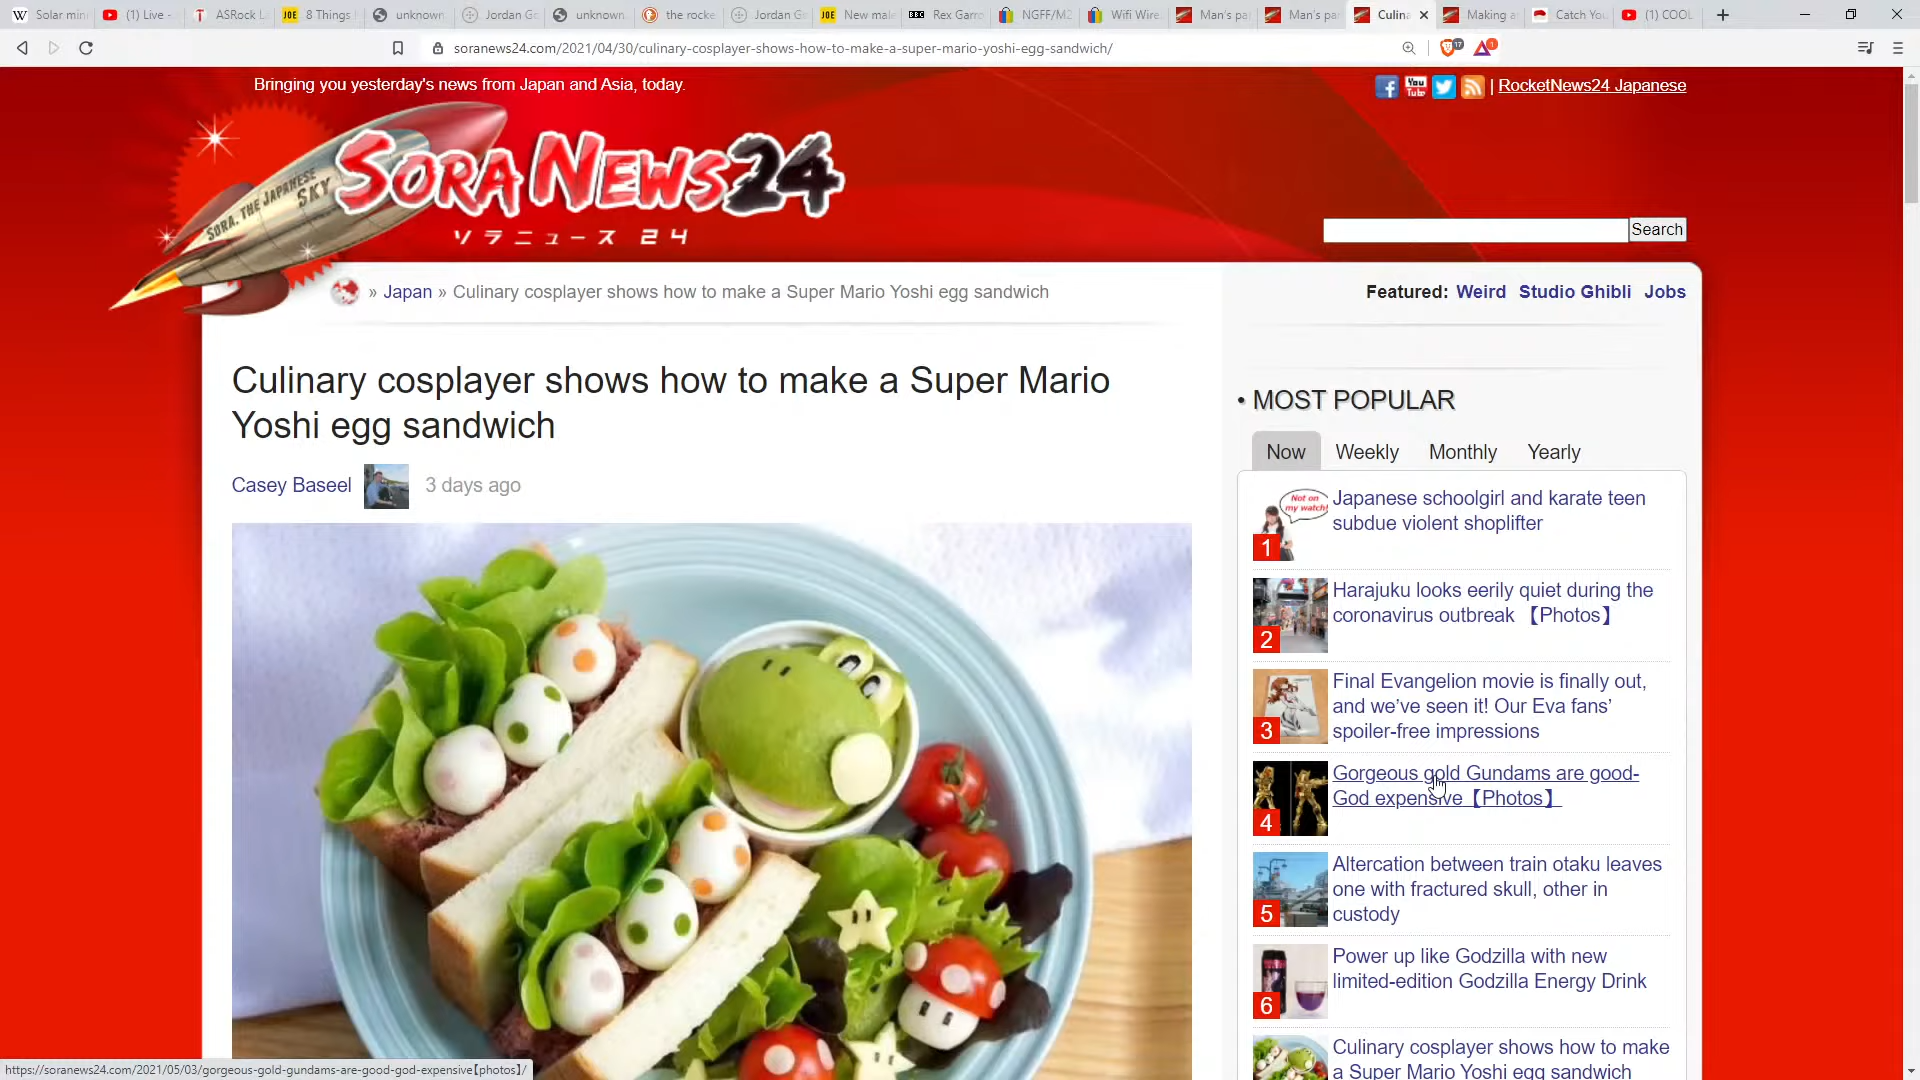 Solar min
(1) Live -
ASRock L
8 Things
unknown
Jordan G
unknown
the rocke
Jordan G
New mal
Rex Garro
NGFF/M2
Wifi Wire
Man's pa
Man's pa
Culina
Making a
Catch You
(1) COOL
soranews24.com/2021/04/30/culinary-cosplayer-shows-how-to-make-a-super-mario-yoshi-egg-sandwich/
17
1
Bringing you yesterday's news from Japan and Asia, today.
| RocketNews24 Japanese
SORA, THE JAPANESE SKY
SORA NEWS24
ソラニュース 24
Search
» Japan » Culinary cosplayer shows how to make a Super Mario Yoshi egg sandwich
Featured: Weird Studio Ghibli Jobs
Culinary cosplayer shows how to make a Super Mario
Yoshi egg sandwich
Casey Baseel 3 days ago
• MOST POPULAR
Now Weekly Monthly Yearly
Not on
my watch!
1
Japanese schoolgirl and karate teen
subdue violent shoplifter
2
Harajuku looks eerily quiet during the
coronavirus outbreak 【Photos】
3
Final Evangelion movie is finally out,
and we've seen it! Our Eva fans'
spoiler-free impressions
4
Gorgeous gold Gundams are good-
God expensive【Photos】
5
Altercation between train otaku leaves
one with fractured skull, other in
custody
6
Power up like Godzilla with new
limited-edition Godzilla Energy Drink
Culinary cosplayer shows how to make
a Super Mario Yoshi egg sandwich
https://soranews24.com/2021/05/03/gorgeous-gold-gundams-are-good-god-expensive【photos】/